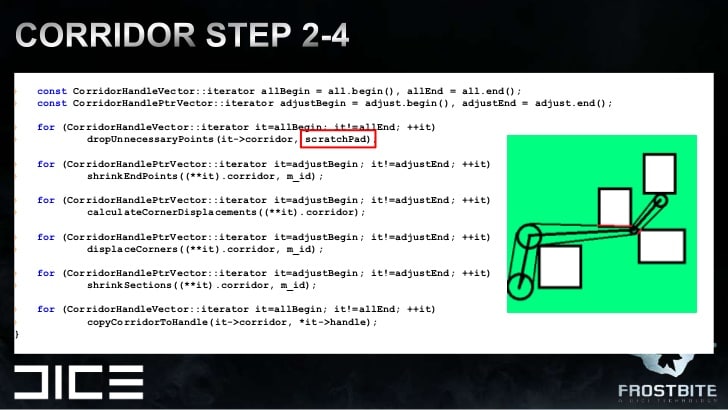 CORRIDOR STEP 2-4
const CorridorHandleVector::iterator allBegin = all.begin(), allEnd = all.end();
const CorridorHandlePtrVector::iterator adjustBegin = adjust.begin(), adjustEnd = adjust.end();
for (CorridorHandleVector::iterator it=allBegin; it!=allEnd; ++it)
dropUnnecessaryPoints(it->corridor, scratchPad);
for (CorridorHandlePtrVector::iterator it=adjustBegin; it!=adjustEnd; ++it)
shrinkEndPoints((**it).corridor, m_id);
for (CorridorHandlePtrVector::iterator it=adjustBegin; it!=adjustEnd; ++it)
calculateCornerDisplacements((**it).corridor);
for (CorridorHandlePtrVector::iterator it=adjustBegin; it!=adjustEnd; ++it)
displaceCorners((**it).corridor, m_id);
for (CorridorHandlePtrVector::iterator it=adjustBegin; it!=adjustEnd; ++it)
shrinkSections((**it).corridor, m_id);
for (CorridorHandleVector::iterator it=allBegin; it!=allEnd; ++it)
copyCorridorToHandle(it->corridor, *it->handle);
}
DICE
FROSTBITE
A DICE TECHNOLOGY